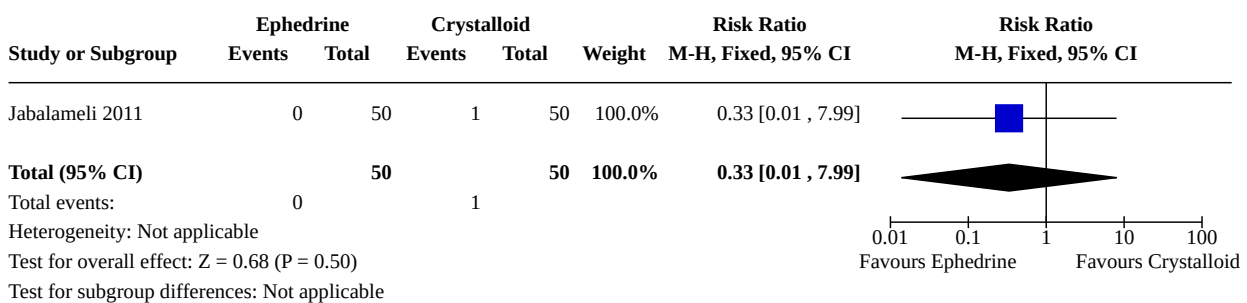 Ephedrine Crystalloid Risk Ratio Risk Ratio
Study or Subgroup Events Total Events Total Weight M-H, Fixed, 95% CI M-H, Fixed, 95% CI
Jabalameli 2011 0 50 1 50 100.0% 0.33 [0.01 , 7.99]
Total (95% CI) 50 50 100.0% 0.33 [0.01 , 7.99]
Total events: 0 1
Heterogeneity: Not applicable
0.01 0.1 1 10 100
Test for overall effect: Z = 0.68 (P = 0.50)
Favours Ephedrine Favours Crystalloid
Test for subgroup differences: Not applicable